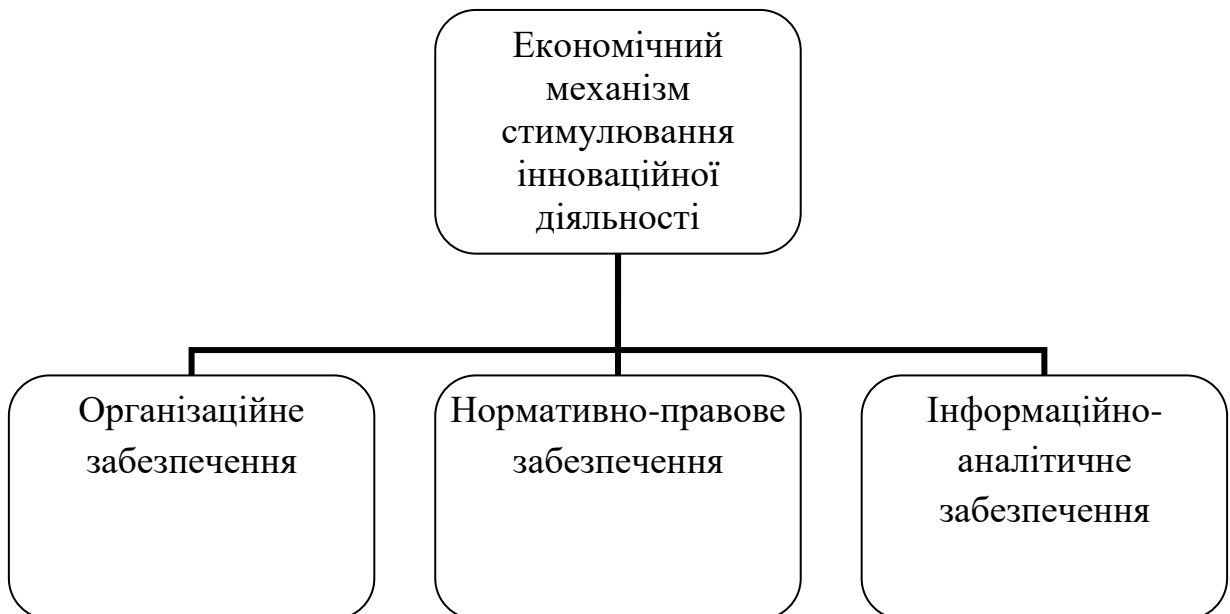 Економічний
механізм
стимулювання
інноваційної
діяльності
Організаційне
забезпечення
Нормативно-правове
забезпечення
Інформаційно-
аналітичне
забезпечення